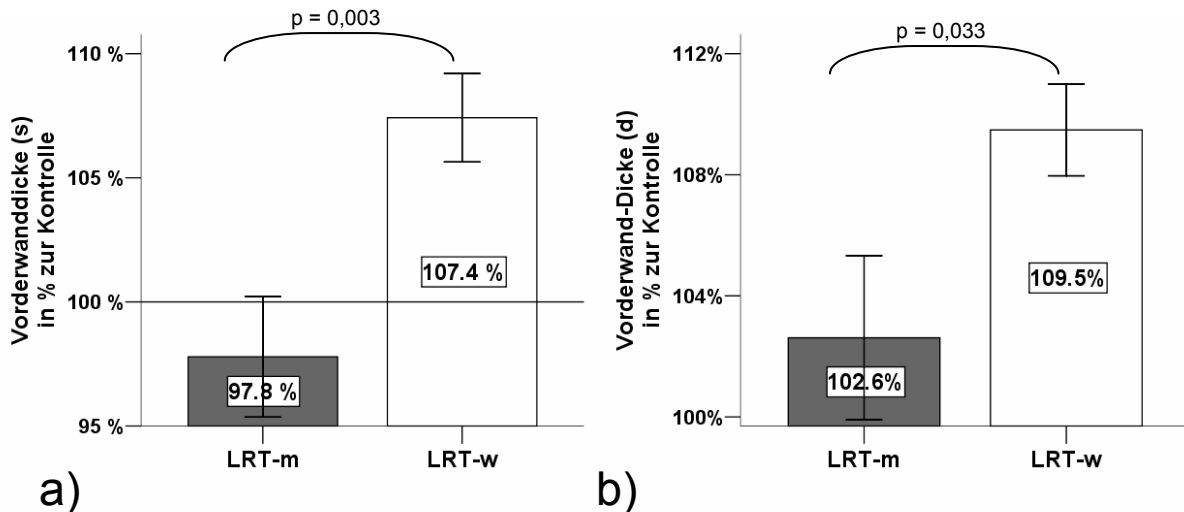 p = 0,003
Vorderwanddicke (s)
in % zur Kontrolle
110 %
105 %
100 %
95 %
107.4 %
97.8 %
LRT-m
LRT-w
a)
p = 0,033
Vorderwand-Dicke (d)
in % zur Kontrolle
112%
108%
104%
100%
109.5%
102.6%
LRT-m
LRT-w
b)